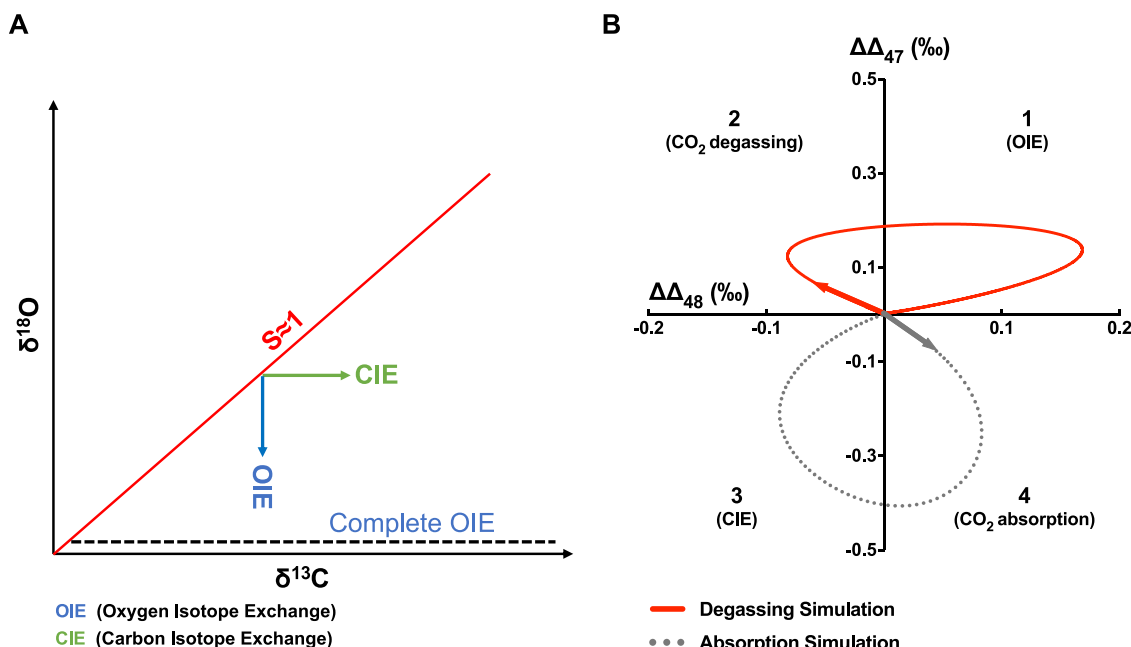 A
δ18O
S≈1
CIE
OIE
Complete OIE
δ13C
OIE (Oxygen Isotope Exchange)
CIE (Carbon Isotope Exchange)
B
ΔΔ47 (‰)
0.5
2
(CO2 degassing)
1
(OIE)
0.3
0.1
ΔΔ48 (‰)
-0.2
-0.1
0.1
0.2
-0.1
-0.3
3
(CIE)
4
(CO2 absorption)
-0.5
Degassing Simulation
Absorption Simulation